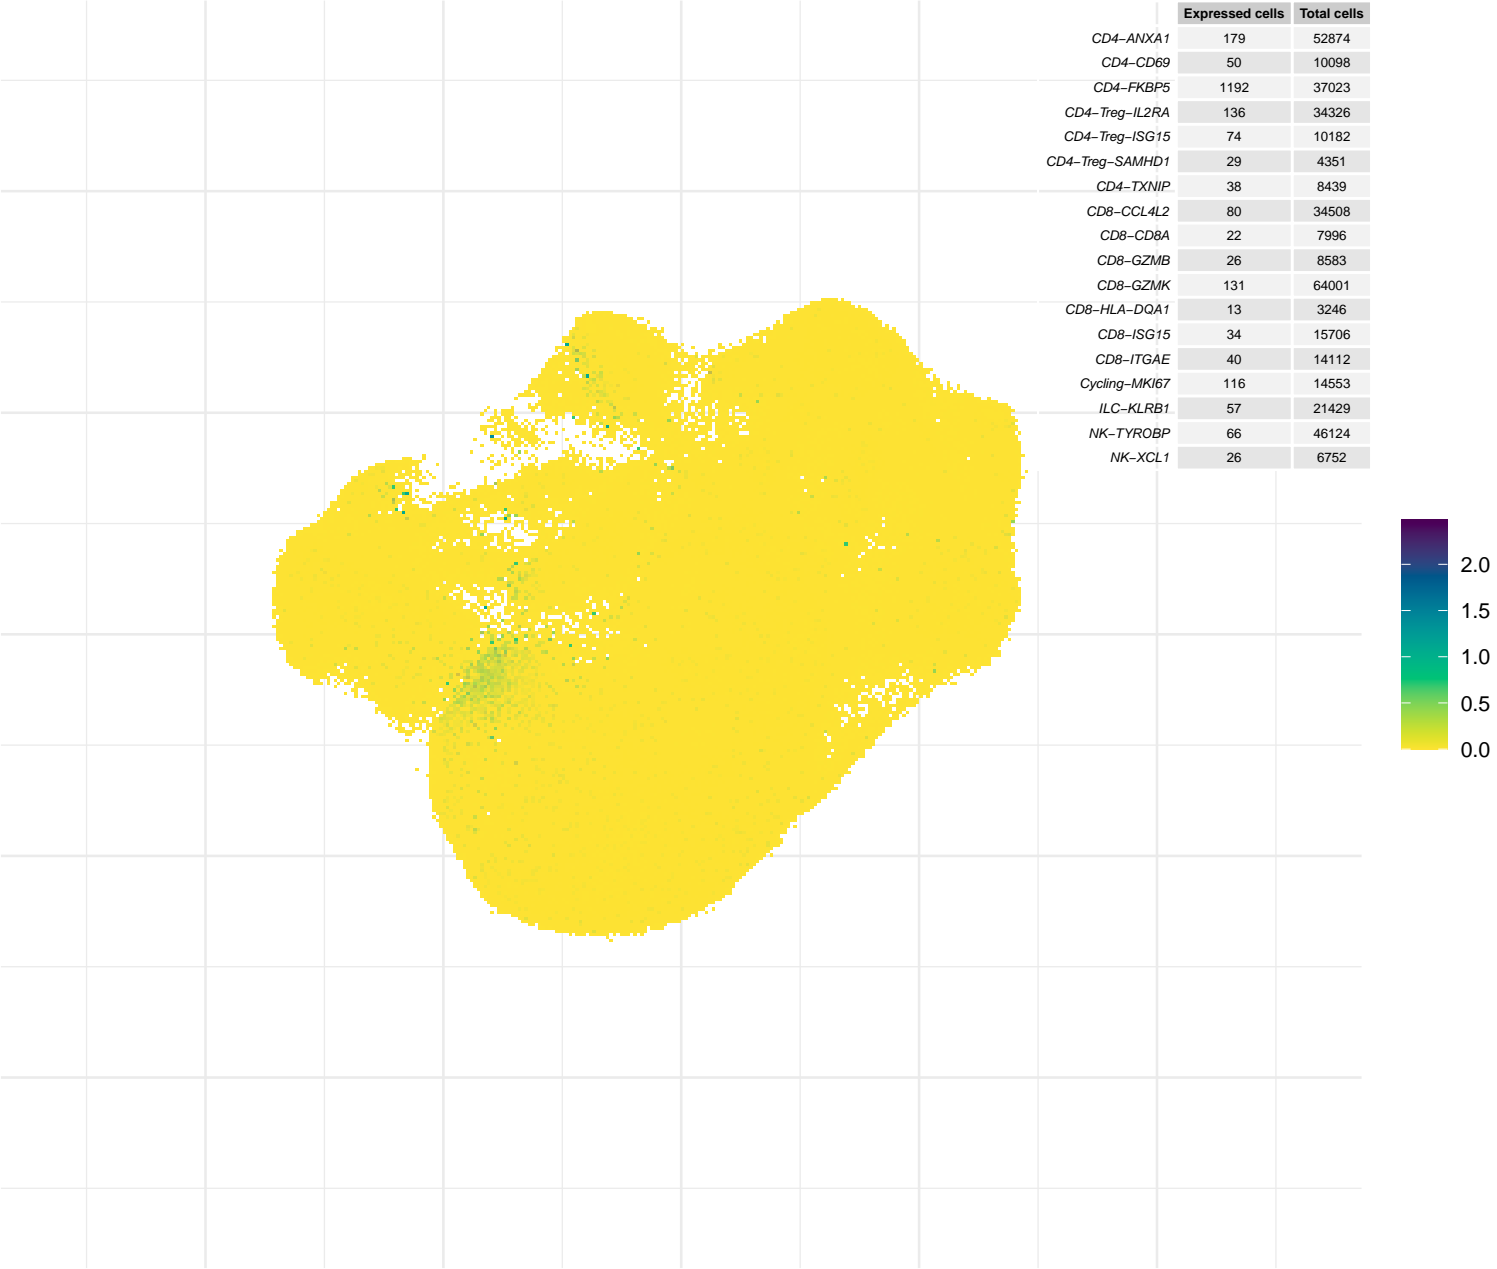 Expressed cells Total cells
CD4−ANXA1 179 52874
CD4−CD69 50 10098
CD4−FKBP5 1192 37023
CD4−Treg−IL2RA 136 34326
CD4−Treg−ISG15 74 10182
CD4−Treg−SAMHD1 29 4351
CD4−TXNIP 38 8439
CD8−CCL4L2 80 34508
CD8−CD8A 22 7996
CD8−GZMB 26 8583
CD8−GZMK 131 64001
CD8−HLA−DQA1 13 3246
CD8−ISG15 34 15706
CD8−ITGAE 40 14112
Cycling−MKI67 116 14553
ILC−KLRB1 57 21429
NK−TYROBP 66 46124
NK−XCL1 26 6752
2.0
1.5
1.0
0.5
0.0